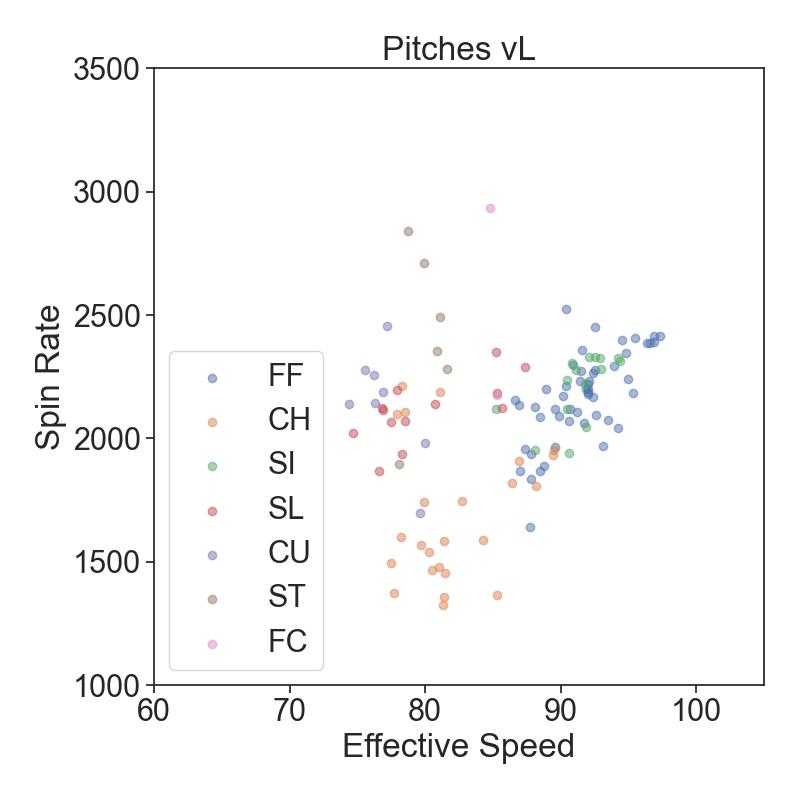 Pitches vL
3500
3000
2500
2000
1500
1000
Spin Rate
FF
CH
SI
SL
CU
ST
FC
60 70 80 90 100
Effective Speed